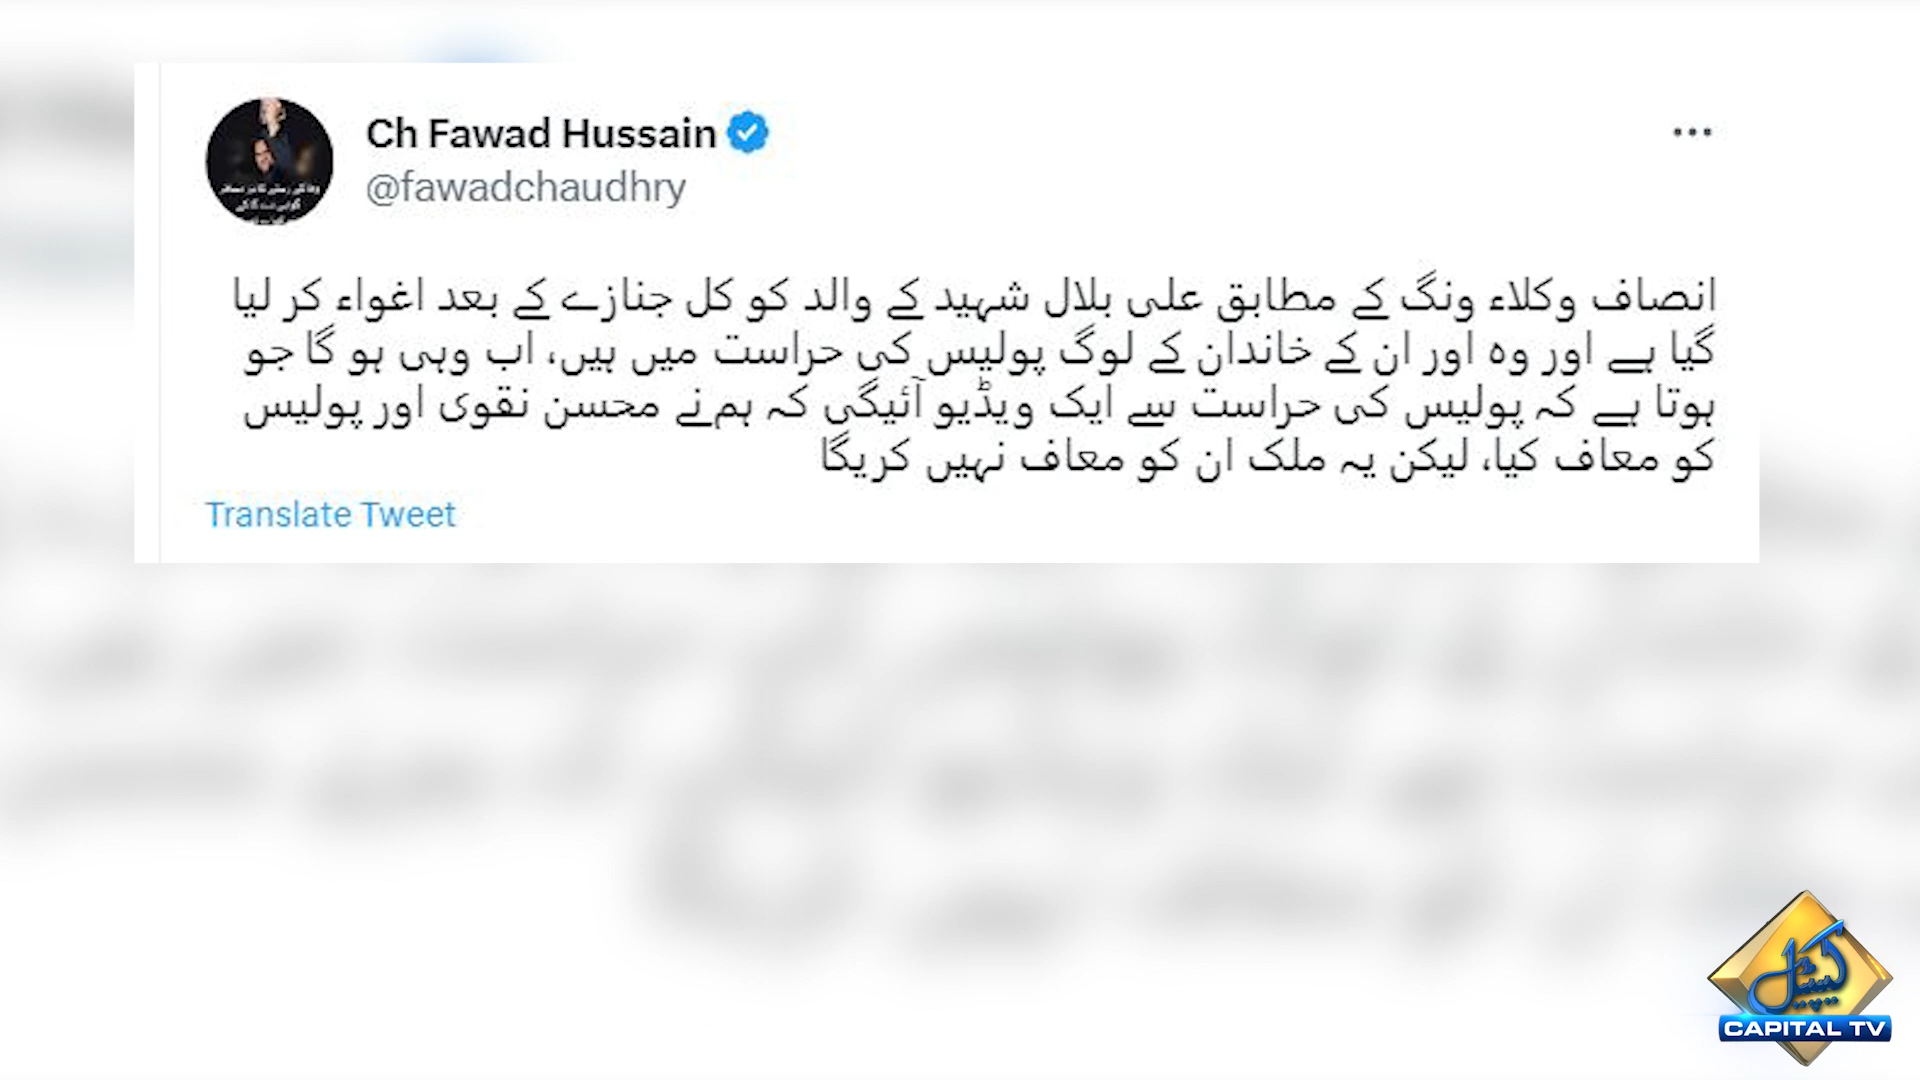 Ch Fawad Hussain
@fawadchaudhry
انصاف وکلاء ونگ کے مطابق علی بلال شہید کے والد کو کل جنازے کے بعد اغواء کر لیا
گیا ہے اور وہ اور ان کے خاندان کے لوگ پولیس کی حراست میں ہیں، اب وہی ہو گا جو
ہوتا ہے کہ پولیس کی حراست سے ایک ویڈیو آئیگی کہ ہم نے محسن نقوی اور پولیس
کو معاف کیا، لیکن یہ ملک ان کو معاف نہیں کریگا
Translate Tweet
کیپیٹل
CAPITAL TV